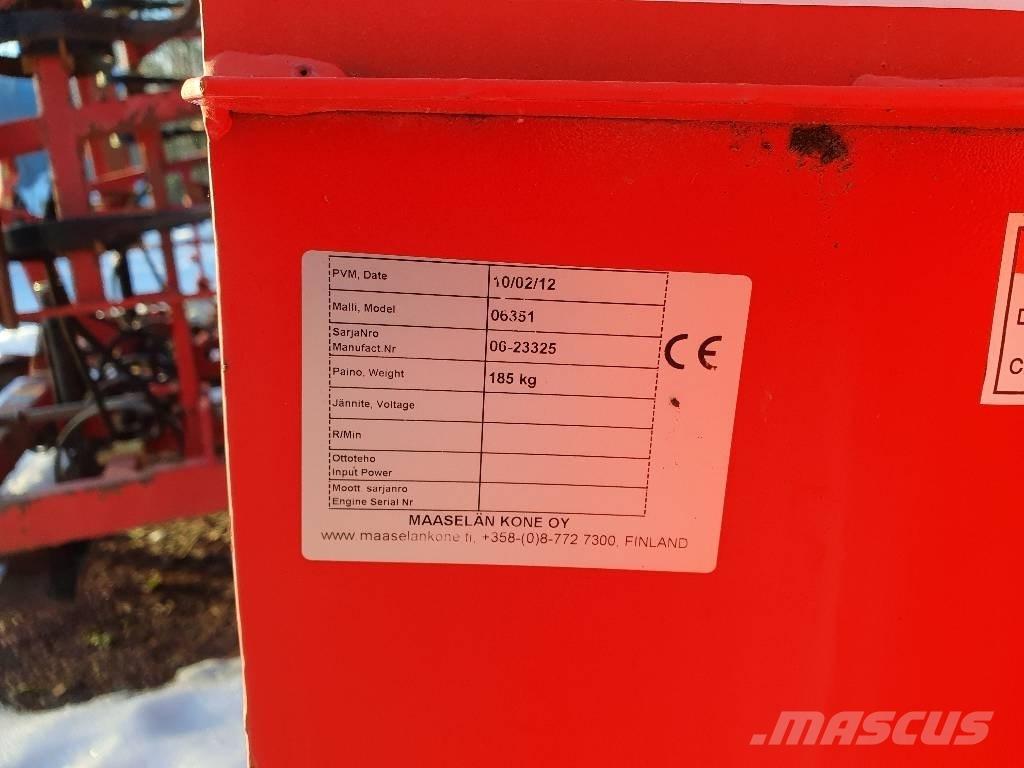 PVM, Date 10/02/12
Malli, Model 06351
SarjaNro
Manufact.Nr 06-23325
Paino, Weight 185 kg
CE
Jännite, Voltage
R/Min
Ottoteho
Input Power
Moott. sarjanro
Engine Serial Nr
MAASELÄN KONE OY
www.maaselankone.fi, +358-(0)8-772 7300, FINLAND
MASCUS